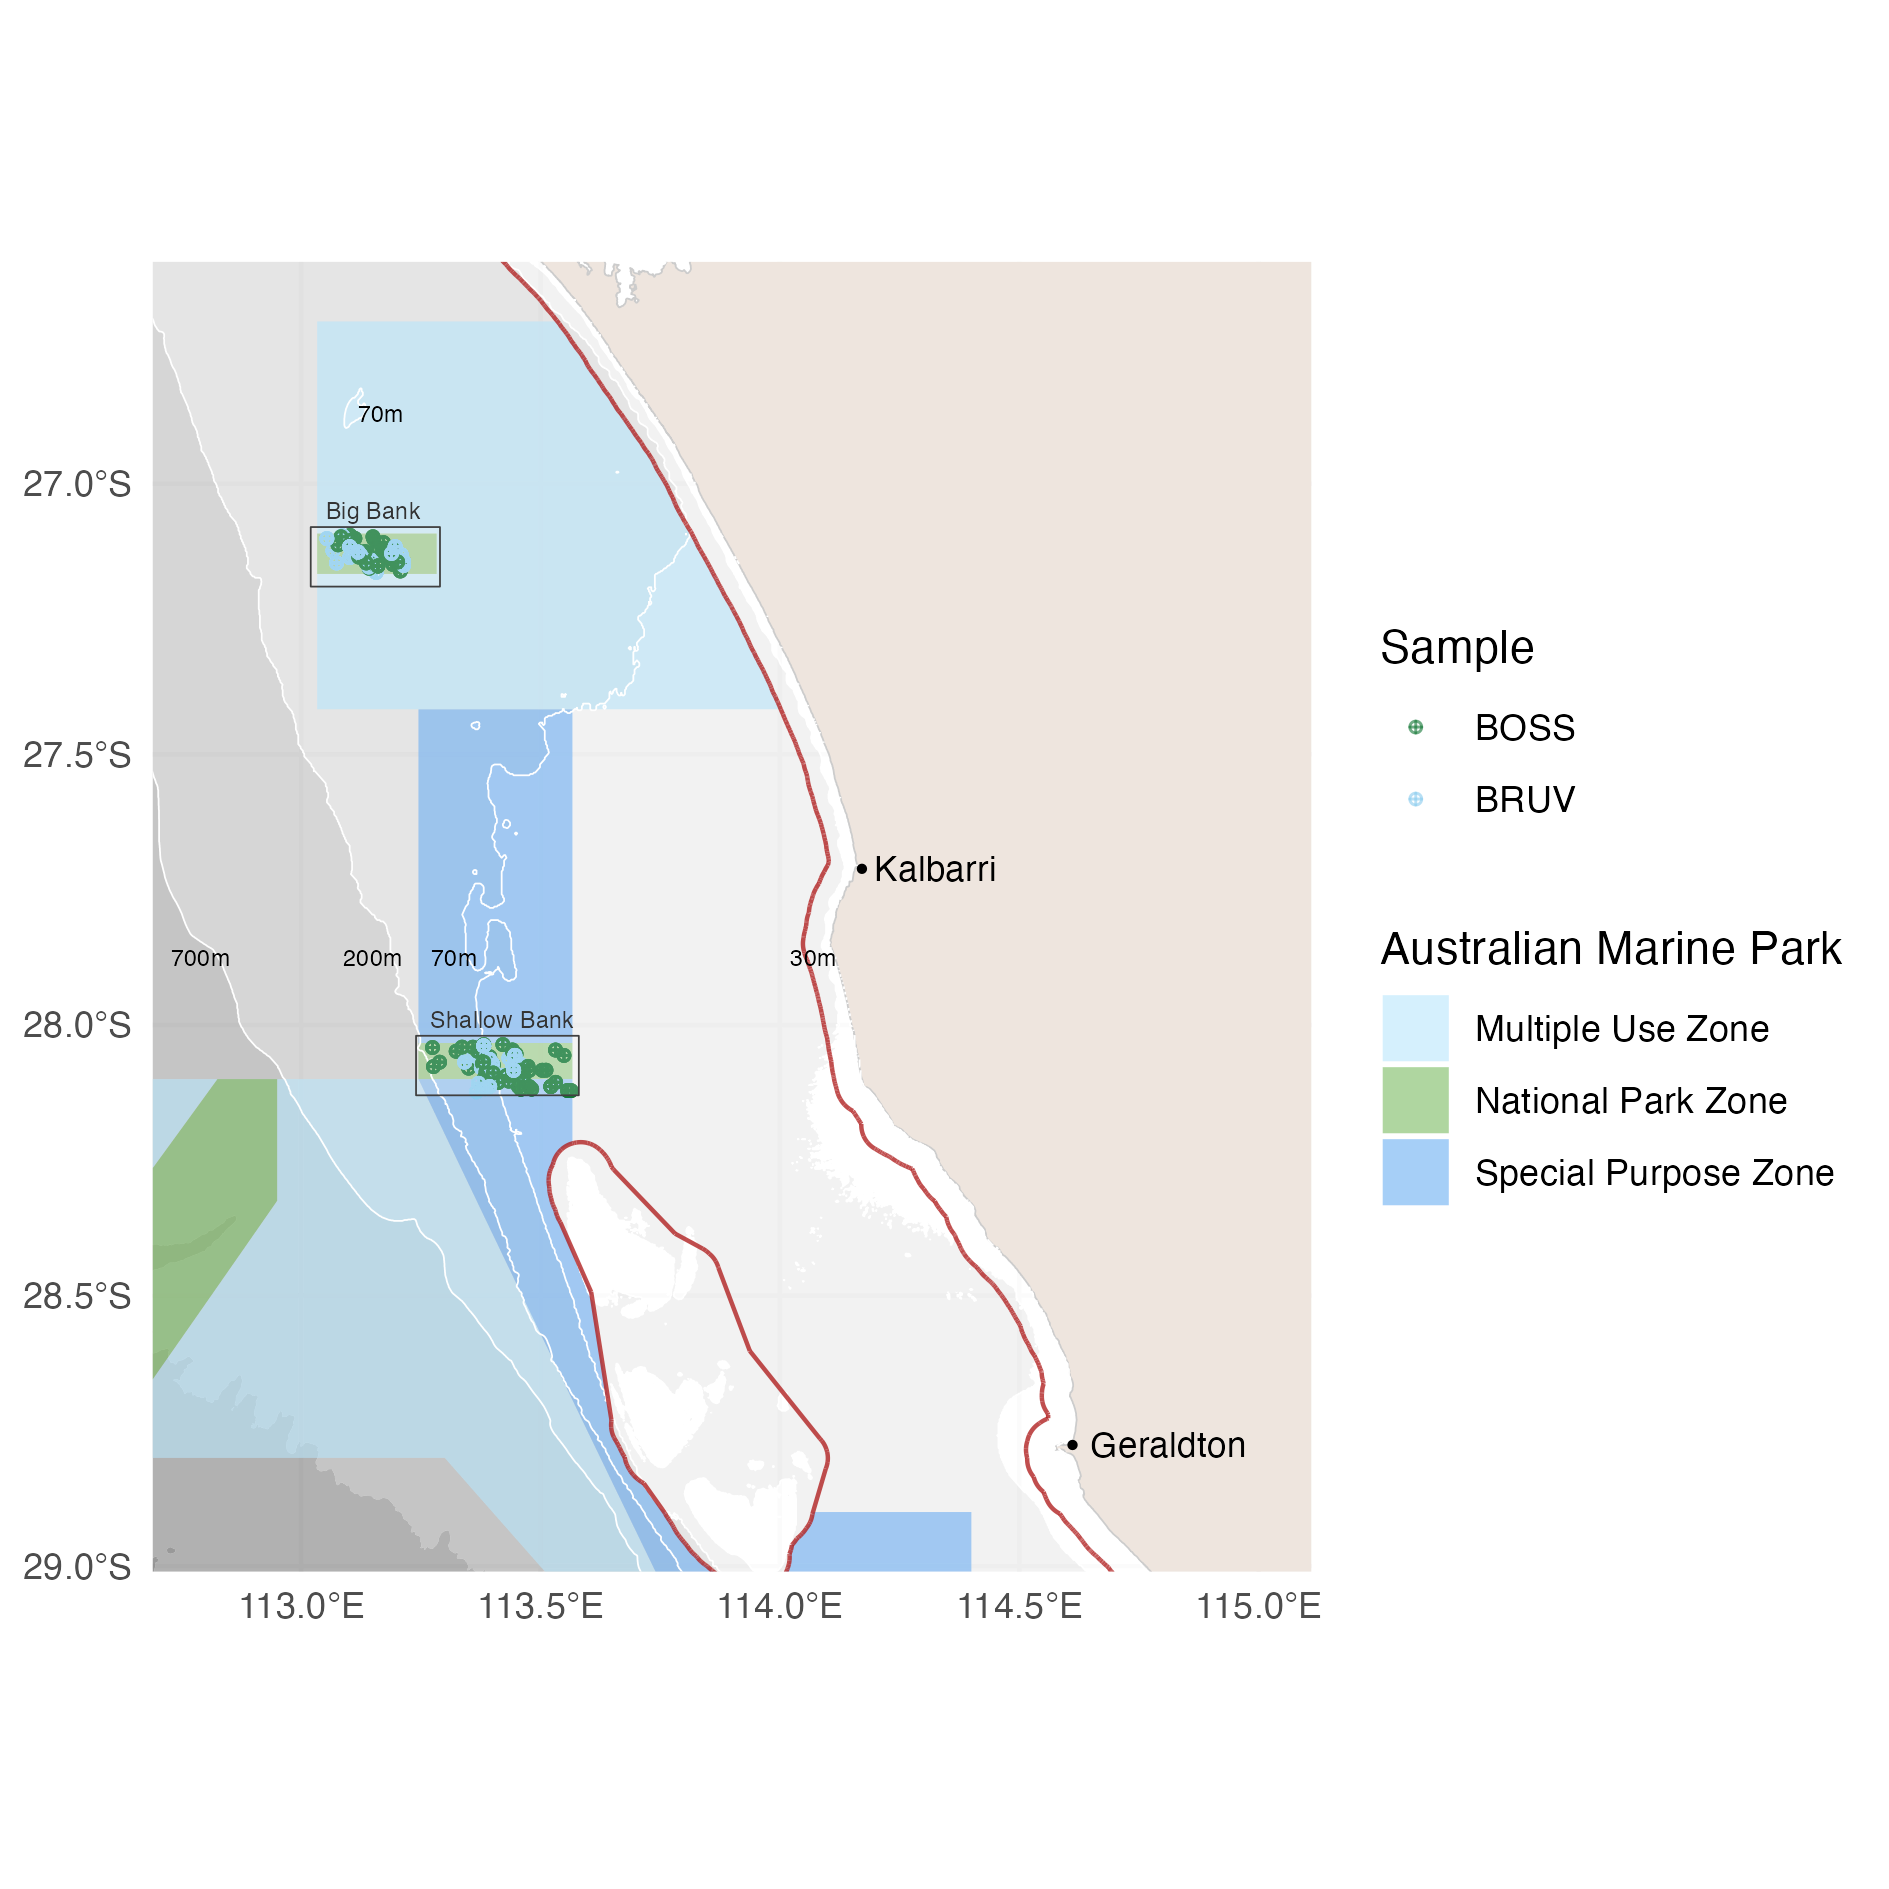 70m
27.0°S
Big Bank
27.5°S
Kalbarri
700m
200m
70m
30m
28.0°S
Shallow Bank
28.5°S
Geraldton
29.0°S
113.0°E
113.5°E
114.0°E
114.5°E
115.0°E
Sample
BOSS
BRUV
Australian Marine Park
Multiple Use Zone
National Park Zone
Special Purpose Zone